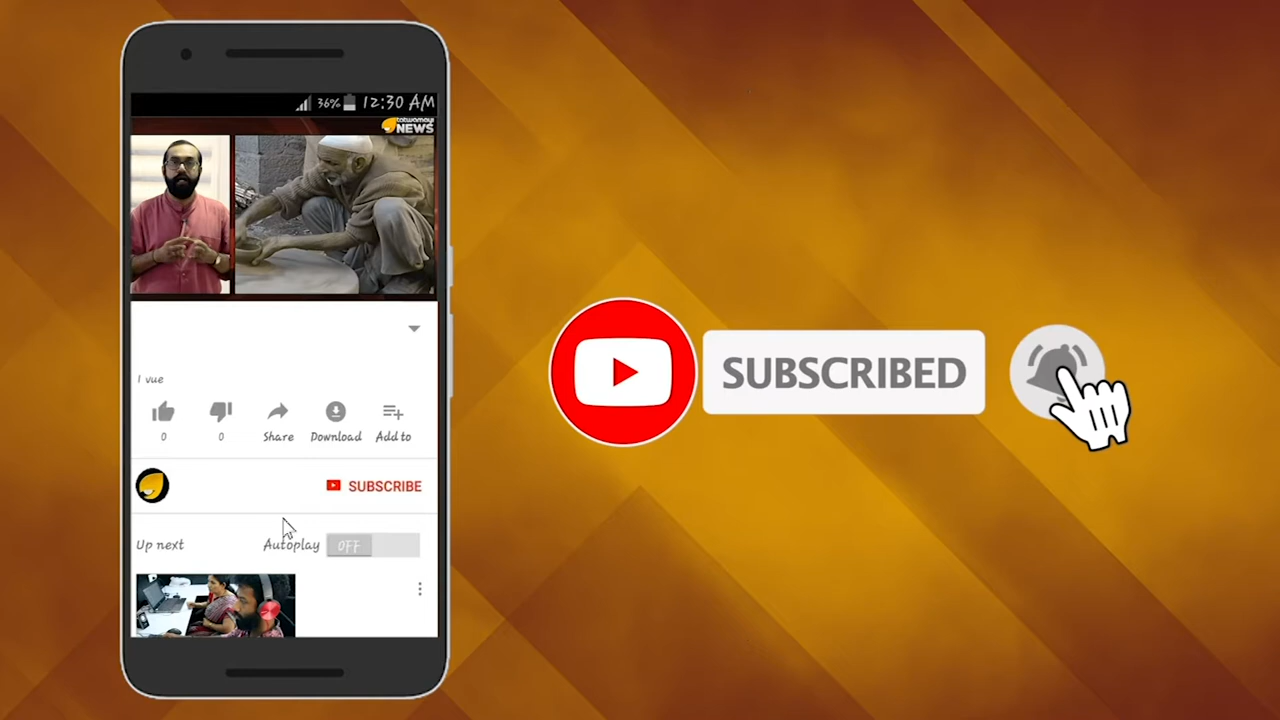 36% 12:30 AM
tatwamayi
NEWS
1 vue
0 0 Share Download Add to
SUBSCRIBE
Up next Autoplay OFF
SUBSCRIBED